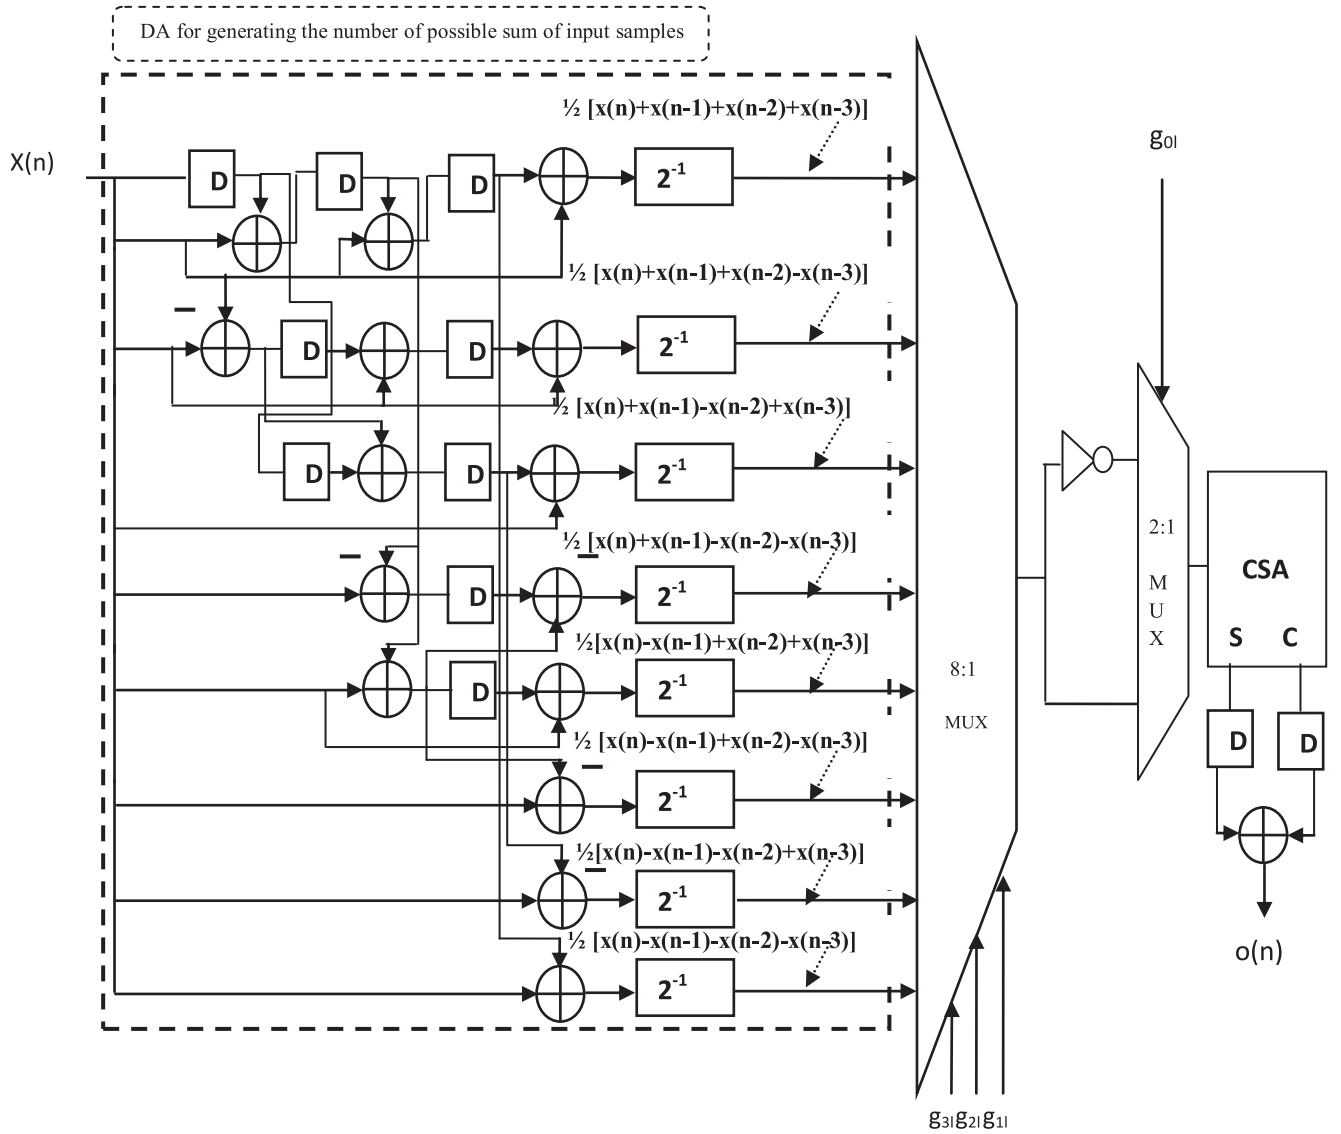 DA for generating the number of possible sum of input samples
½ [x(n)+x(n-1)+x(n-2)+x(n-3)]
g0l
X(n)
D
D
D
2-1
½ [x(n)+x(n-1)+x(n-2)-x(n-3)]
D
D
2-1
½ [x(n)+x(n-1)-x(n-2)+x(n-3)]
D
D
2-1
2:1
MUX
½ [x(n)+x(n-1)-x(n-2)-x(n-3)]
CSA
D
2-1
S C
½[x(n)-x(n-1)+x(n-2)+x(n-3)]
8:1
MUX
D
2-1
½ [x(n)-x(n-1)+x(n-2)-x(n-3)]
D
D
2-1
½[x(n)-x(n-1)-x(n-2)+x(n-3)]
2-1
½ [x(n)-x(n-1)-x(n-2)-x(n-3)]
o(n)
2-1
g3lg2lg1l